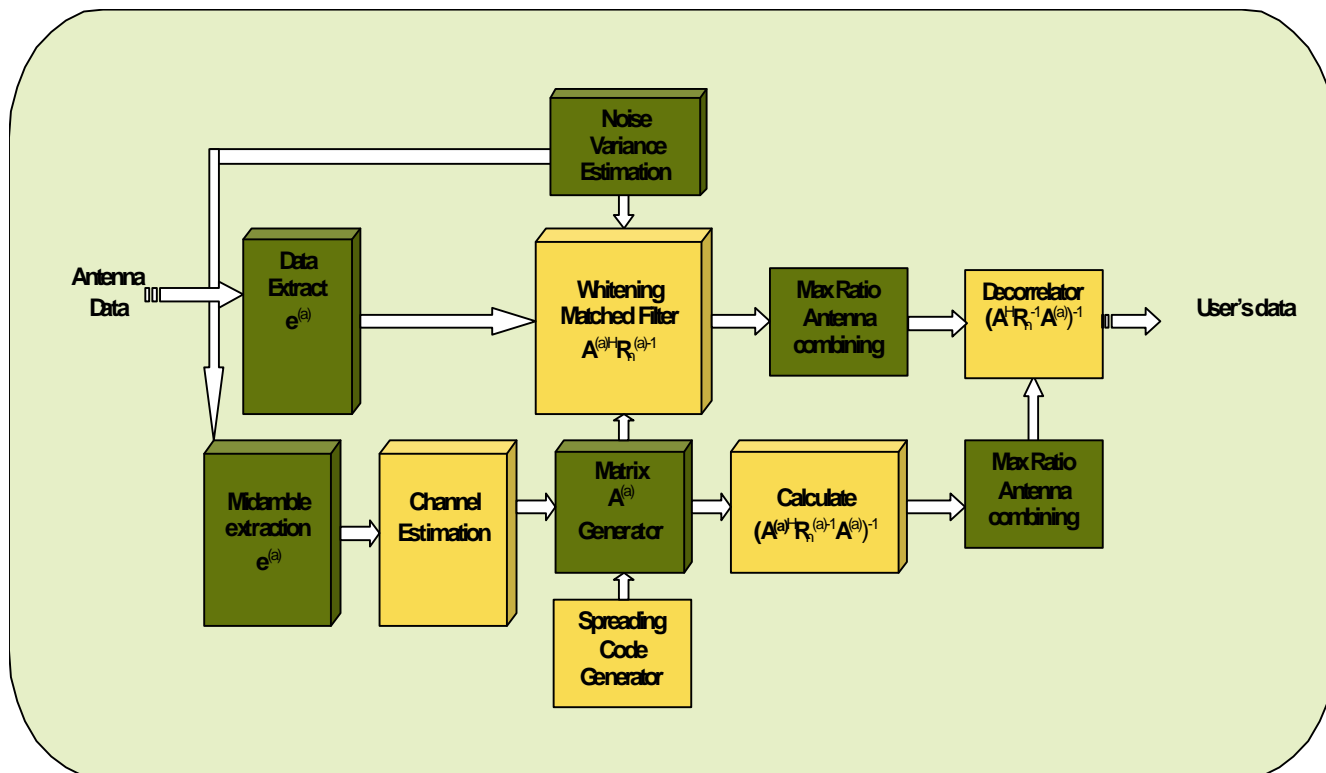 Noise
Variance
Estimation
Antenna
Data
Data
Extract
e(a)
Whitening
Matched Filter
A(a)HRn(a)-1
Max Ratio
Antenna
combining
Decorrelator
(AHRn-1A(a))-1
User's data
Midamble
extraction
e(a)
Channel
Estimation
Matrix
A(a)
Generator
Calculate
(A(a)HRn(a)-1A(a))-1
Max Ratio
Antenna
combining
Spreading
Code
Generator